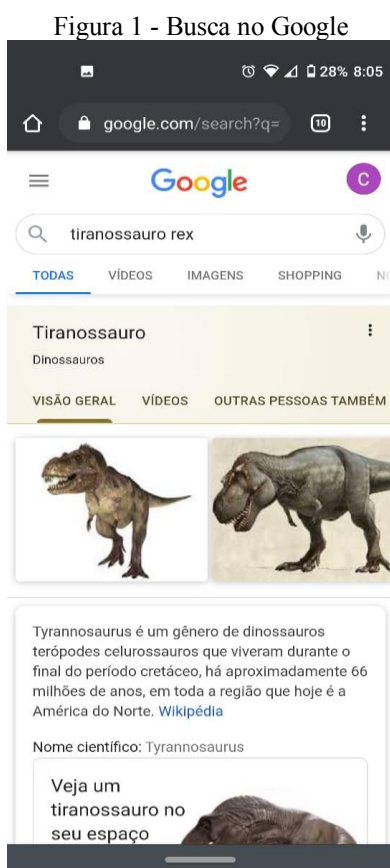 Figura 1 - Busca no Google
28% 8:05
google.com/search?q=
10
Google
C
tiranossauro rex
TODAS VÍDEOS IMAGENS SHOPPING NO
Tiranossauro
Dinossauros
VISÃO GERAL VÍDEOS OUTRAS PESSOAS TAMBÉM
Tyrannosaurus é um gênero de dinossauros
terópodes celurossauros que viveram durante o
final do período cretáceo, há aproximadamente 66
milhões de anos, em toda a região que hoje é a
América do Norte. Wikipédia
Nome científico: Tyrannosaurus
Veja um
tiranossauro no
seu espaço